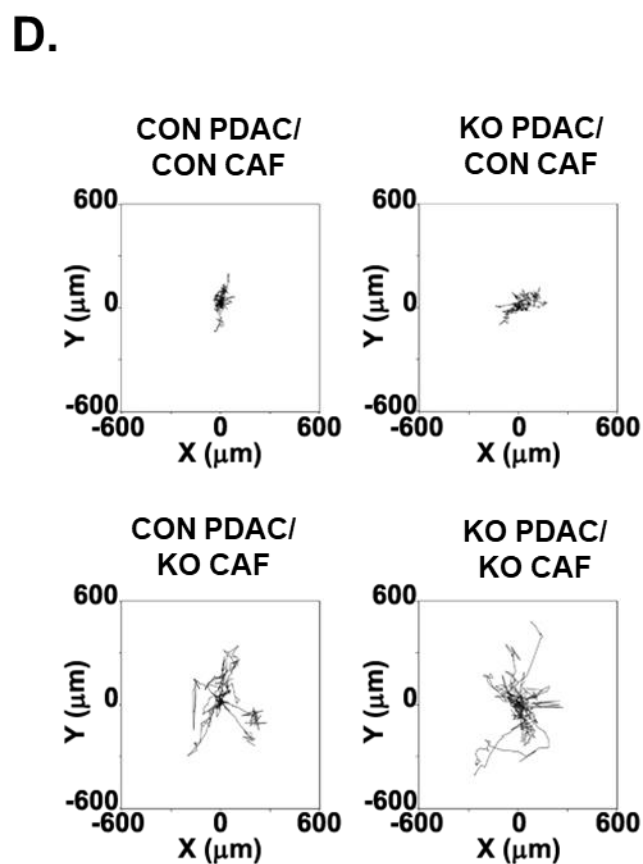 D.
CON PDAC/
CON CAF
600
0
-600
Y (μm)
-600 0 600
X (μm)
KO PDAC/
CON CAF
600
0
-600
Y (μm)
-600 0 600
X (μm)
CON PDAC/
KO CAF
600
0
-600
Y (μm)
-600 0 600
X (μm)
KO PDAC/
KO CAF
600
0
-600
Y (μm)
-600 0 600
X (μm)